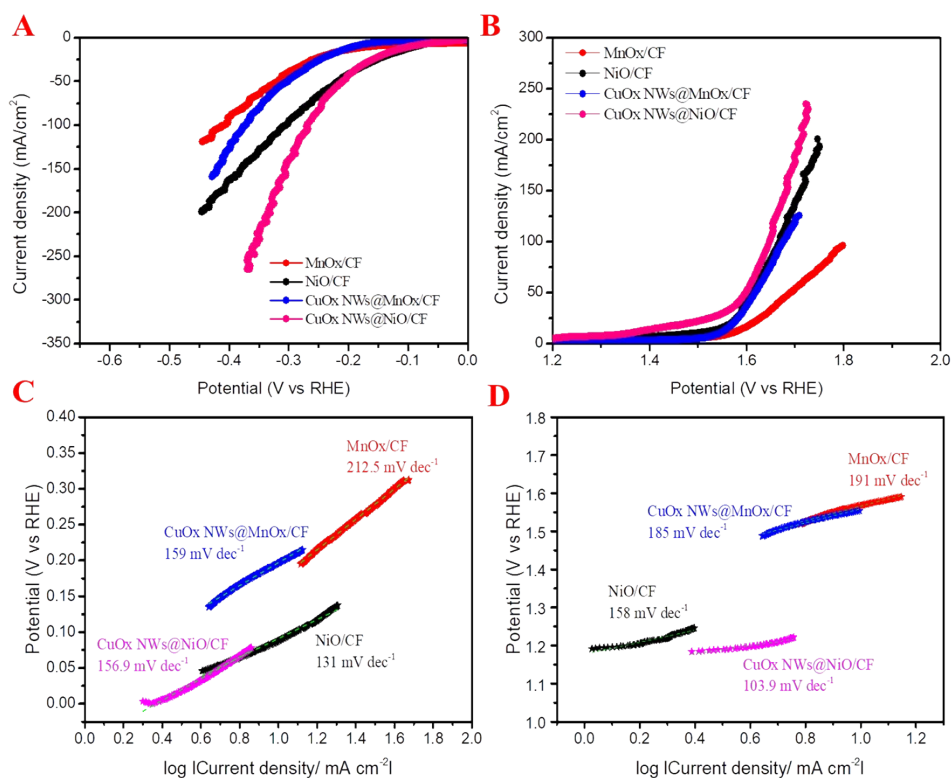 A
0
-50
-100
-150
-200
-250
-300
-350
-0.6
-0.5
-0.4
-0.3
-0.2
-0.1
0.0
Current density (mA/cm²)
Potential (V vs RHE)
MnOx/CF
NiO/CF
CuOx NWs@MnOx/CF
CuOx NWs@NiO/CF
B
300
250
200
150
100
50
0
1.2
1.4
1.6
1.8
2.0
Current density (mA/cm²)
Potential (V vs RHE)
MnOx/CF
NiO/CF
CuOx NWs@MnOx/CF
CuOx NWs@NiO/CF
C
0.40
0.35
0.30
0.25
0.20
0.15
0.10
0.05
0.00
0.0
0.2
0.4
0.6
0.8
1.0
1.2
1.4
1.6
1.8
2.0
Potential (V vs RHE)
log |Current density/ mA cm⁻²|
MnOx/CF
212.5 mV dec⁻¹
CuOx NWs@MnOx/CF
159 mV dec⁻¹
CuOx NWs@NiO/CF
156.9 mV dec⁻¹
NiO/CF
131 mV dec⁻¹
D
1.8
1.7
1.6
1.5
1.4
1.3
1.2
1.1
1.0
0.0
0.2
0.4
0.6
0.8
1.0
1.2
Potential (V vs RHE)
log |Current density/ mA cm⁻²|
MnOx/CF
191 mV dec⁻¹
CuOx NWs@MnOx/CF
185 mV dec⁻¹
NiO/CF
158 mV dec⁻¹
CuOx NWs@NiO/CF
103.9 mV dec⁻¹